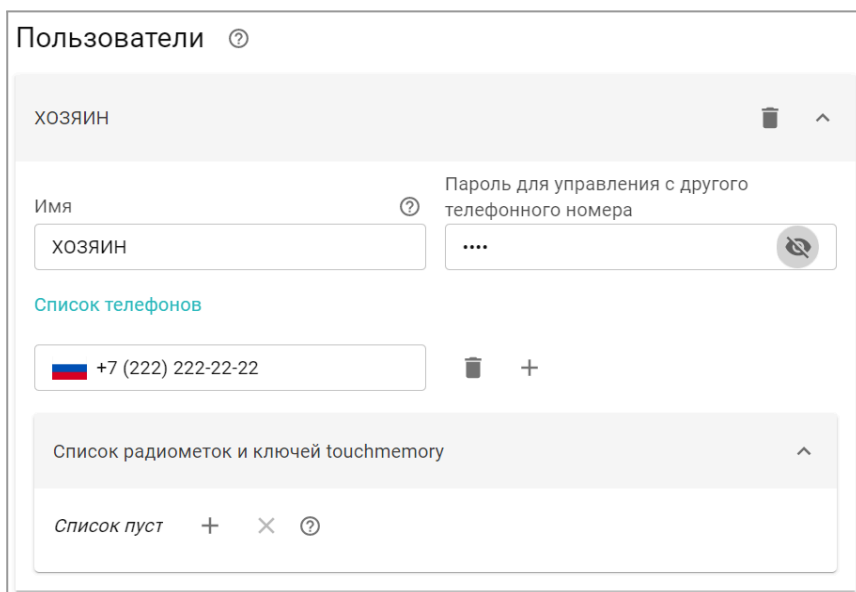 Пользователи
ХОЗЯИН
Имя
Пароль для управления с другого
телефонного номера
ХОЗЯИН
••••
Список телефонов
+7 (222) 222-22-22
Список радиометок и ключей touchmemory
Список пуст